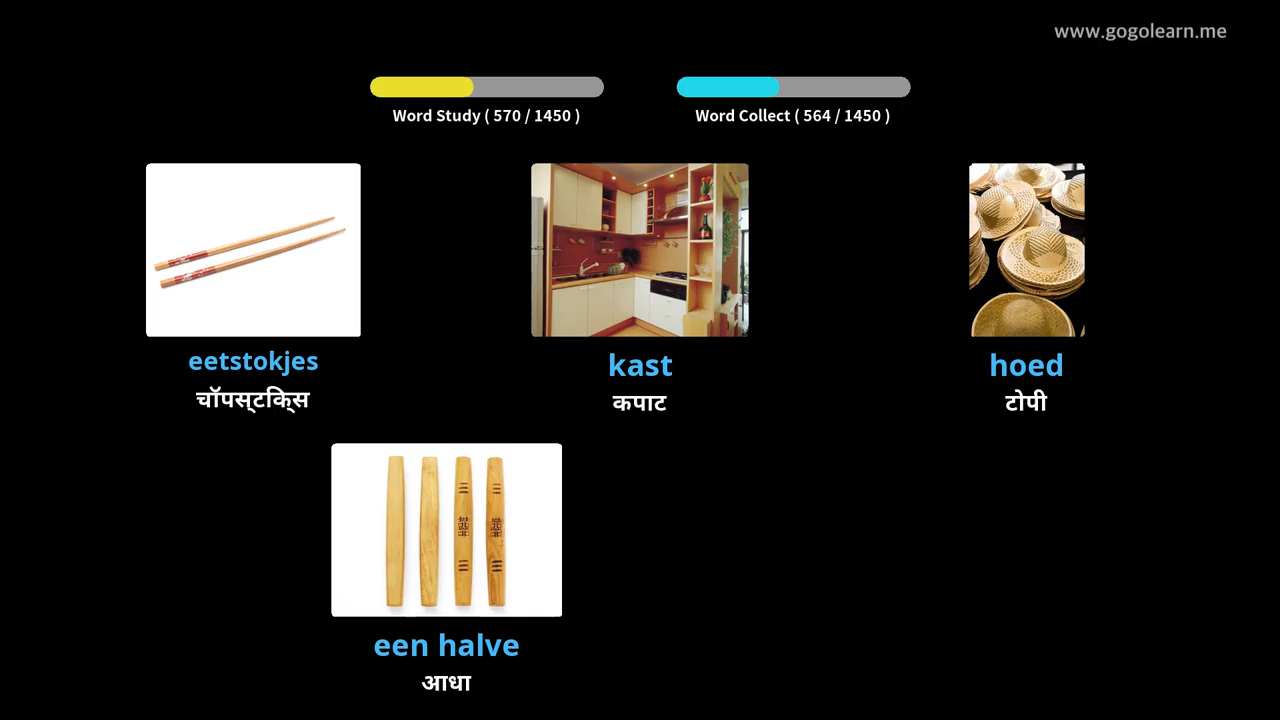 www.gogolearn.me
Word Study ( 570 / 1450 )
Word Collect ( 564 / 1450 )
eetstokjes
चॉपस्टिक्स
kast
कपाट
hoed
टोपी
een halve
आधा